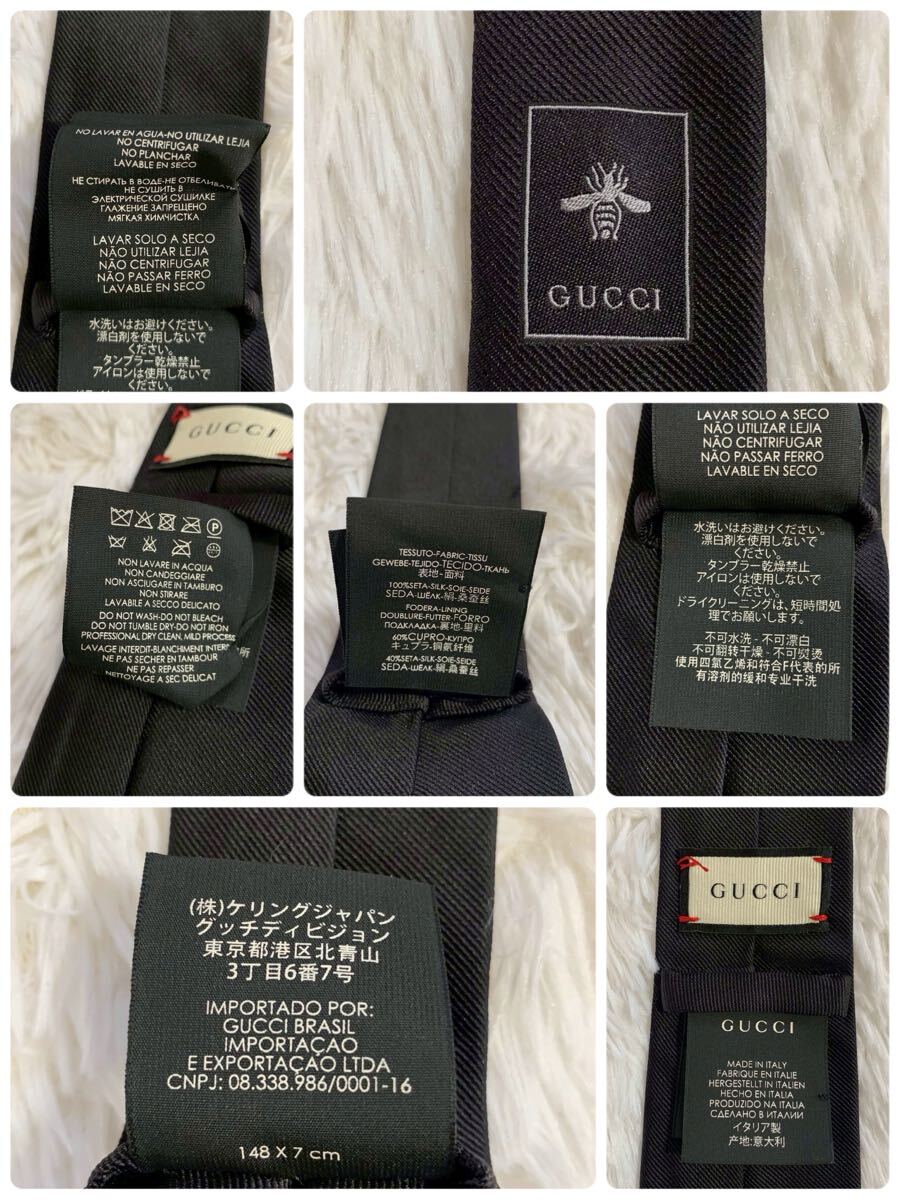 NO LAVAR EN AGUA-NO UTILIZAR LEJIA
NO CENTRIFUGAR
NO PLANCHAR
LAVABLE EN SECO
НЕ СТИРАТЬ В ВОДЕ-НЕ ОТБЕЛИВАТЬ
НЕ СУШИТЬ В
ЭЛЕКТРИЧЕСКОЙ СУШИЛКЕ
ГЛАЖЕНИЕ ЗАПРЕЩЕНО
МЯГКАЯ ХИМЧИСТКА
LAVAR SOLO A SECO
NÃO UTILIZAR LEJIA
NÃO CENTRIFUGAR
NÃO PASSAR FERRO
LAVABLE EN SECO
水洗いはお避けください。
漂白剤を使用しないで
ください。
タンブラー乾燥禁止
アイロンは使用しないで
ください。
GUCCI
GUCCI
P
NON LAVARE IN ACQUA
NON CANDEGGIARE
NON ASCIUGARE IN TAMBURO
NON STIRARE
LAVABILE A SECCO DELICATO
DO NOT WASH-DO NOT BLEACH
DO NOT TUMBLE DRY-DO NOT IRON
PROFESSIONAL DRY CLEAN, MILD PROCESS
LAVAGE INTERDIT-BLANCHIMENT INTERDIT
NE PAS SECHER EN TAMBOUR
NE PAS REPASSER
NETTOYAGE A SEC DELICAT
所
TESSUTO-FABRIC-TISSU
GEWEBE-TEJIDO-TECIDO-ТКАНЬ
表地-面料
100%SETA-SILK-SOIE-SEIDE
SEDA-ШЁЛК-絹-桑蚕丝
FODERA-LINING
DOUBLURE-FUTTER-FORRO
ПОДКЛАДКА-裏地-里料
60%CUPRO-КУПРО
キュプラ-铜氨纤维
40%SETA-SILK-SOIE-SEIDE
SEDA-ШЁЛК-絹-桑蚕丝
LAVAR SOLO A SECO
NÃO UTILIZAR LEJIA
NÃO CENTRIFUGAR
NÃO PASSAR FERRO
LAVABLE EN SECO
水洗いはお避けください。
漂白剤を使用しないで
ください。
タンブラー乾燥禁止
アイロンは使用しないで
ください。
ドライクリーニングは、短時間処
理でお願いします。
不可水洗 - 不可漂白
不可翻转干燥 - 不可熨烫
使用四氯乙烯和符合F代表的所
有溶剂的缓和专业干洗
(株)ケリングジャパン
グッチディビジョン
東京都港区北青山
3丁目6番7号
IMPORTADO POR:
GUCCI BRASIL
IMPORTAÇAO
E EXPORTAÇAO LTDA
CNPJ: 08.338.986/0001-16
148 X 7 cm
GUCCI
GUCCI
MADE IN ITALY
FABRIQUE EN ITALIE
HERGESTELLT IN ITALIEN
HECHO EN ITALIA
PRODUZIDO NA ITALIA
СДЕЛАНО В ИТАЛИИ
イタリア製
产地:意大利